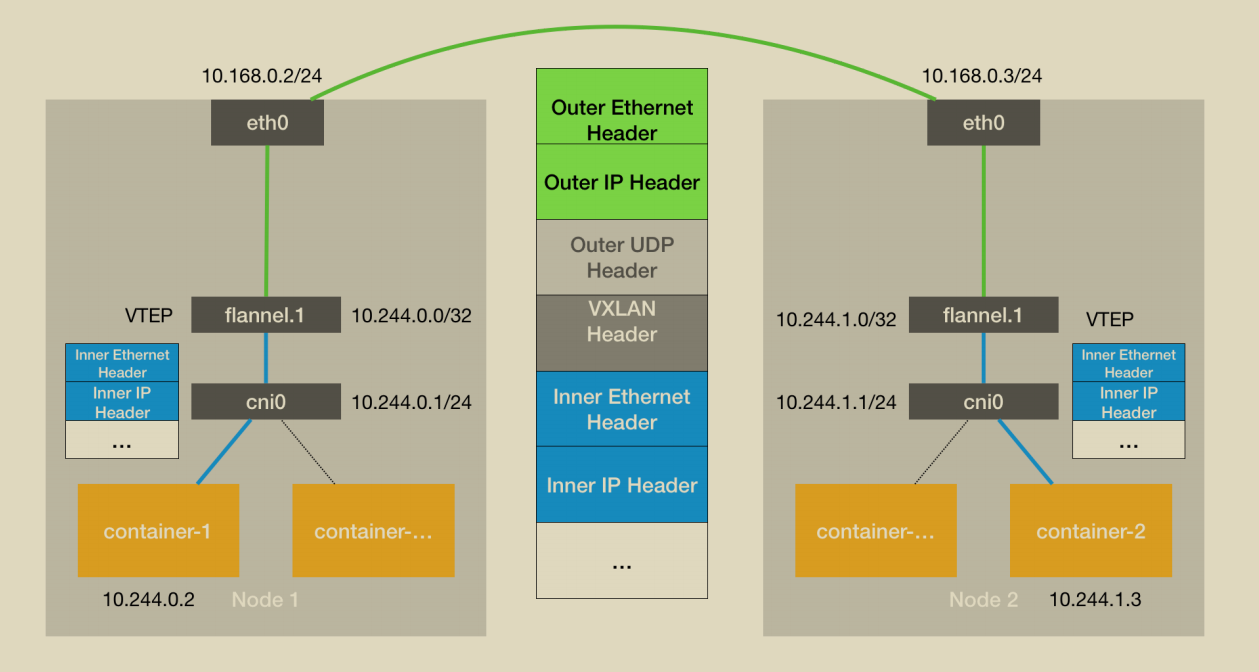 10.168.0.2/24
10.168.0.3/24
eth0
eth0
Outer Ethernet
Header
Outer IP Header
Outer UDP
Header
VXLAN
Header
Inner Ethernet
Header
Inner IP Header
...
VTEP
flannel.1
10.244.0.0/32
Inner Ethernet
Header
Inner IP
Header
...
cni0
10.244.0.1/24
container-1
container-...
10.244.0.2
Node 1
10.244.1.0/32
flannel.1
VTEP
10.244.1.1/24
cni0
Inner Ethernet
Header
Inner IP
Header
...
container-...
container-2
Node 2
10.244.1.3